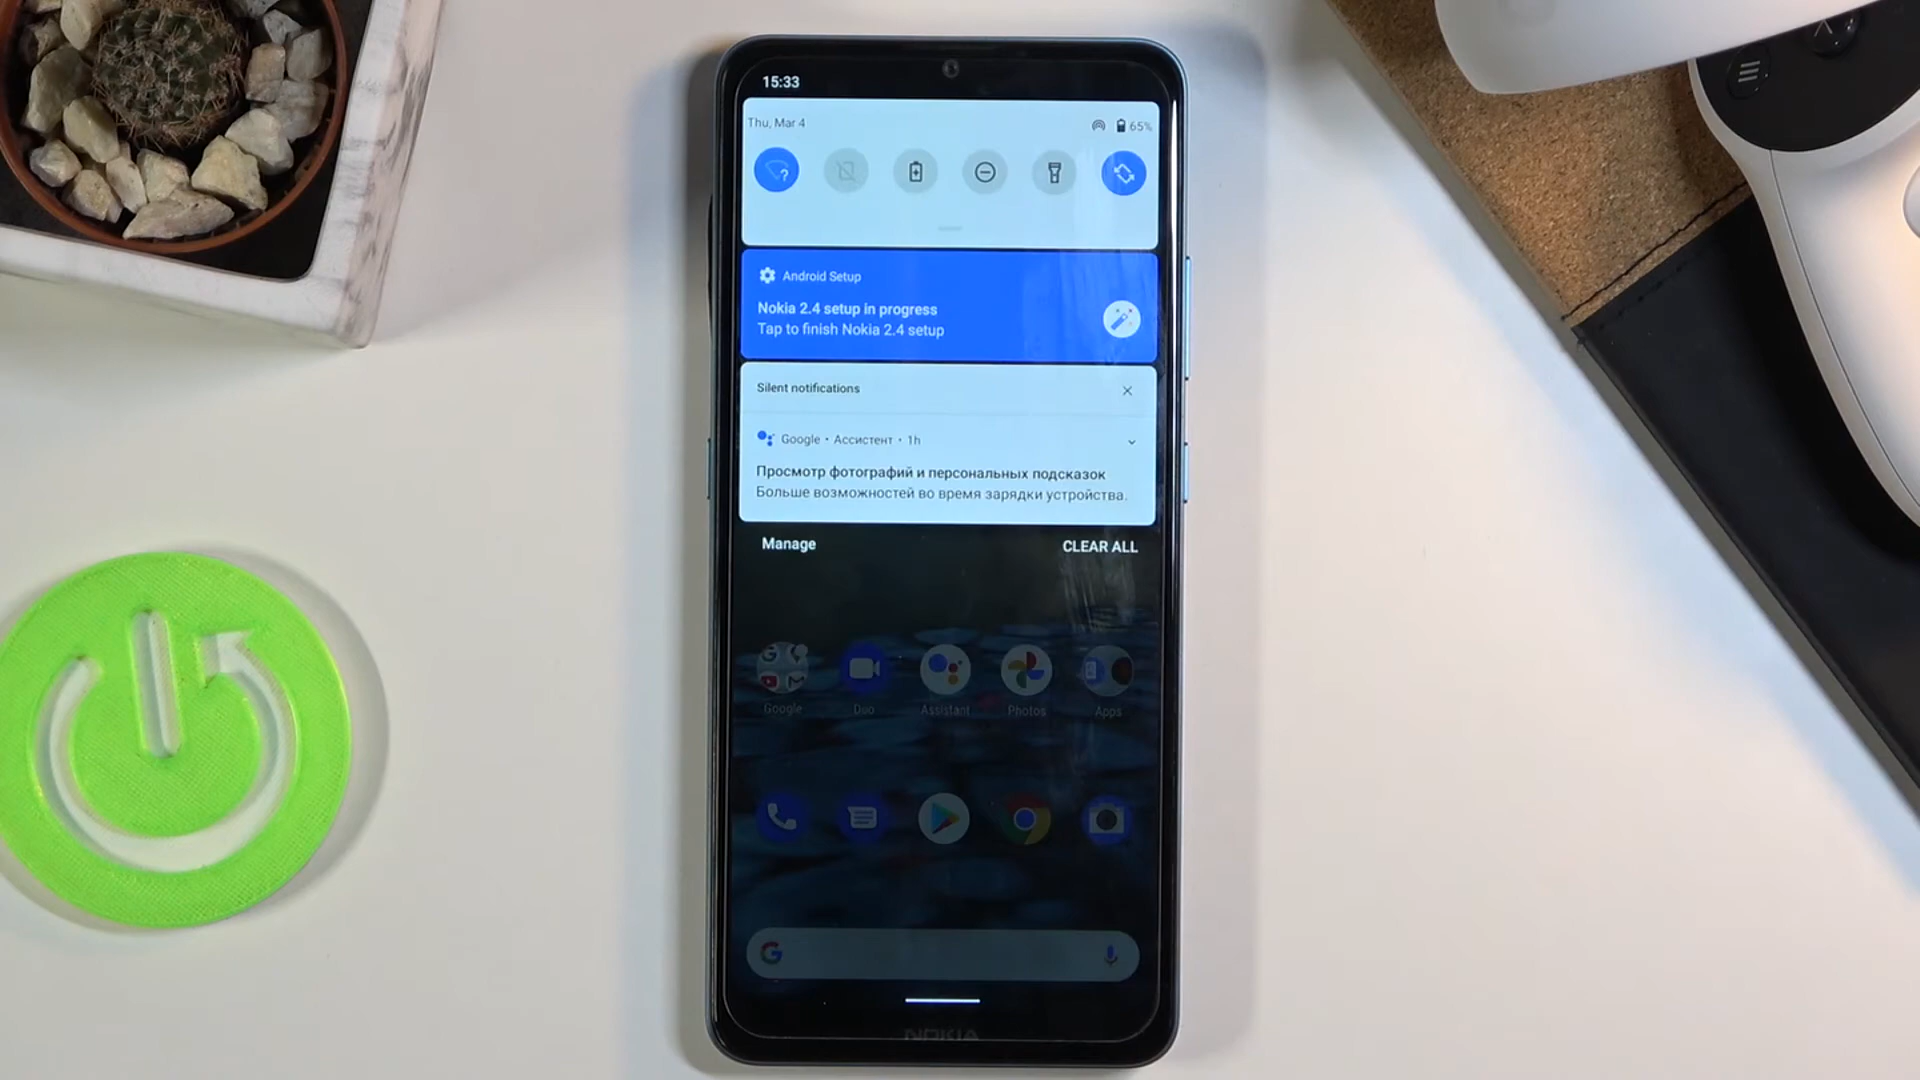 15:33
Thu, Mar 4
65%
Android Setup
Nokia 2.4 setup in progress
Tap to finish Nokia 2.4 setup
Silent notifications
Google • Ассистент • 1h
Просмотр фотографий и персональных подсказок
Больше возможностей во время зарядки устройства.
Manage
CLEAR ALL
Google
Duo
Assistant
Photos
Apps
NOKIA